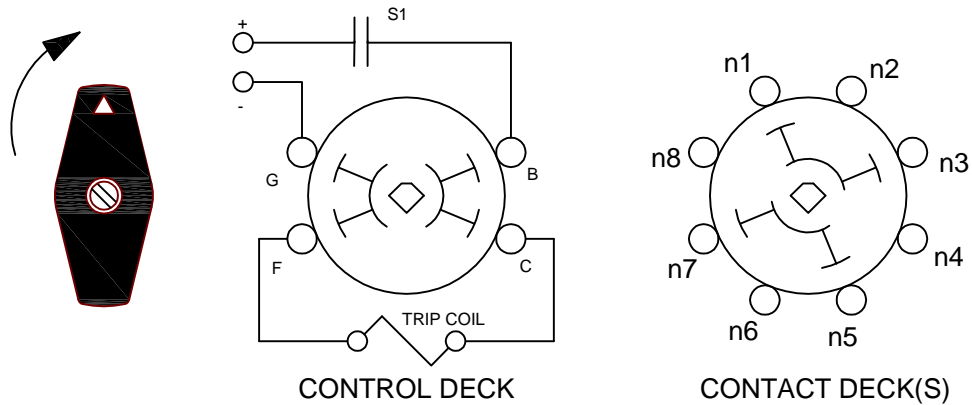 S1
+
-
G
B
F
C
TRIP COIL
CONTROL DECK
n1
n2
n3
n4
n5
n6
n7
n8
CONTACT DECK(S)